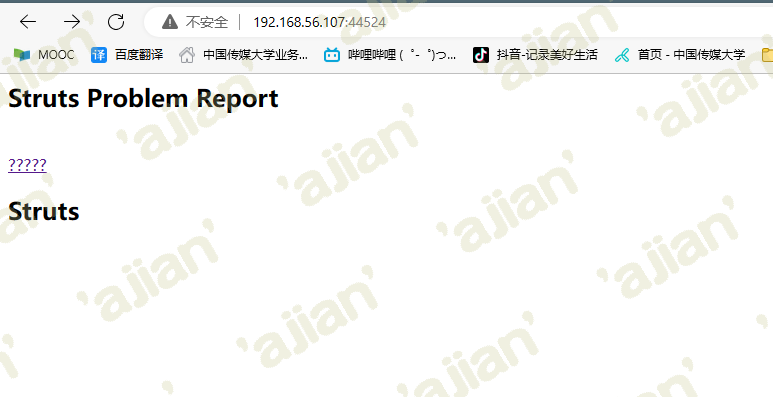 不安全 192.168.56.107:44524
MOOC 百度翻译 中国传媒大学业务... 哔哩哔哩 ( ゜- ゜)つ... 抖音-记录美好生活 首页 - 中国传媒大学
Struts Problem Report
?????
Struts
'ajian'
'ajian'
'ajian'
'ajian'
'ajian'
'ajian'
'ajian'
'ajian'
'ajian'
'ajian'